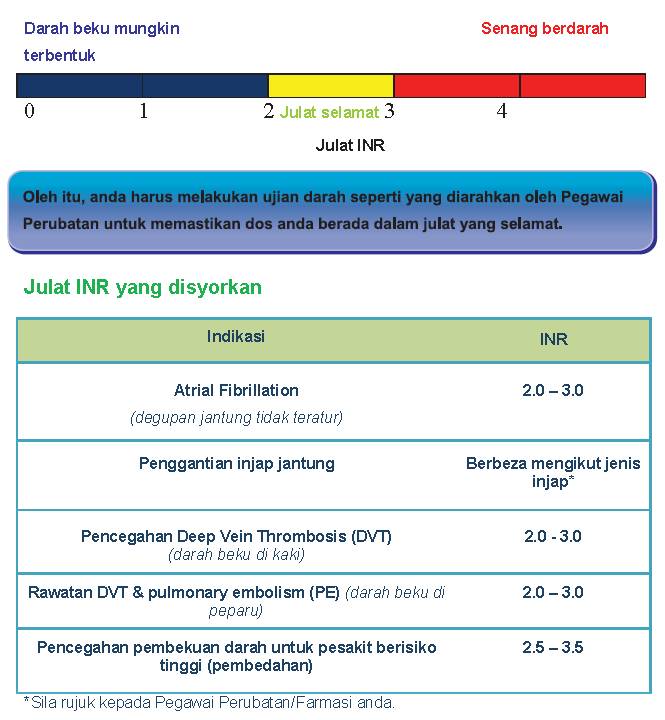 Darah beku mungkin
terbentuk
Senang berdarah
0 1 2 Julat selamat 3 4
Julat INR
Oleh itu, anda harus melakukan ujian darah seperti yang diarahkan oleh Pegawai
Perubatan untuk memastikan dos anda berada dalam julat yang selamat.
Julat INR yang disyorkan
Indikasi INR
Atrial Fibrillation 2.0 – 3.0
(degupan jantung tidak teratur)
Penggantian injap jantung Berbeza mengikut jenis
injap*
Pencegahan Deep Vein Thrombosis (DVT) 2.0 - 3.0
(darah beku di kaki)
Rawatan DVT & pulmonary embolism (PE) (darah beku di 2.0 – 3.0
peparu)
Pencegahan pembekuan darah untuk pesakit berisiko 2.5 – 3.5
tinggi (pembedahan)
*Sila rujuk kepada Pegawai Perubatan/Farmasi anda.